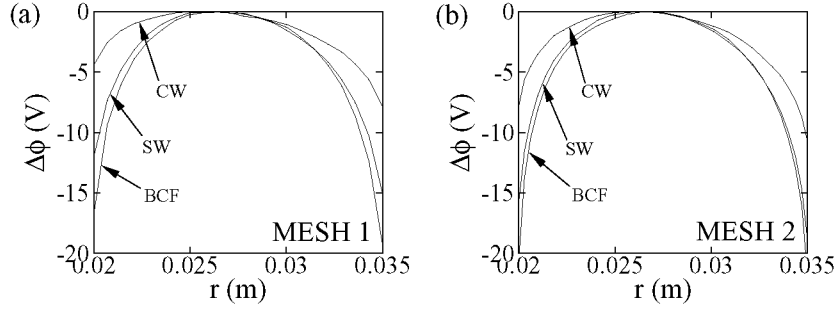 (a)
0
-5
-10
-15
-20
Δϕ (V)
CW
SW
BCF
MESH 1
0.02
0.025
0.03
0.035
r (m)
(b)
0
-5
-10
-15
-20
Δϕ (V)
CW
SW
BCF
MESH 2
0.02
0.025
0.03
0.035
r (m)